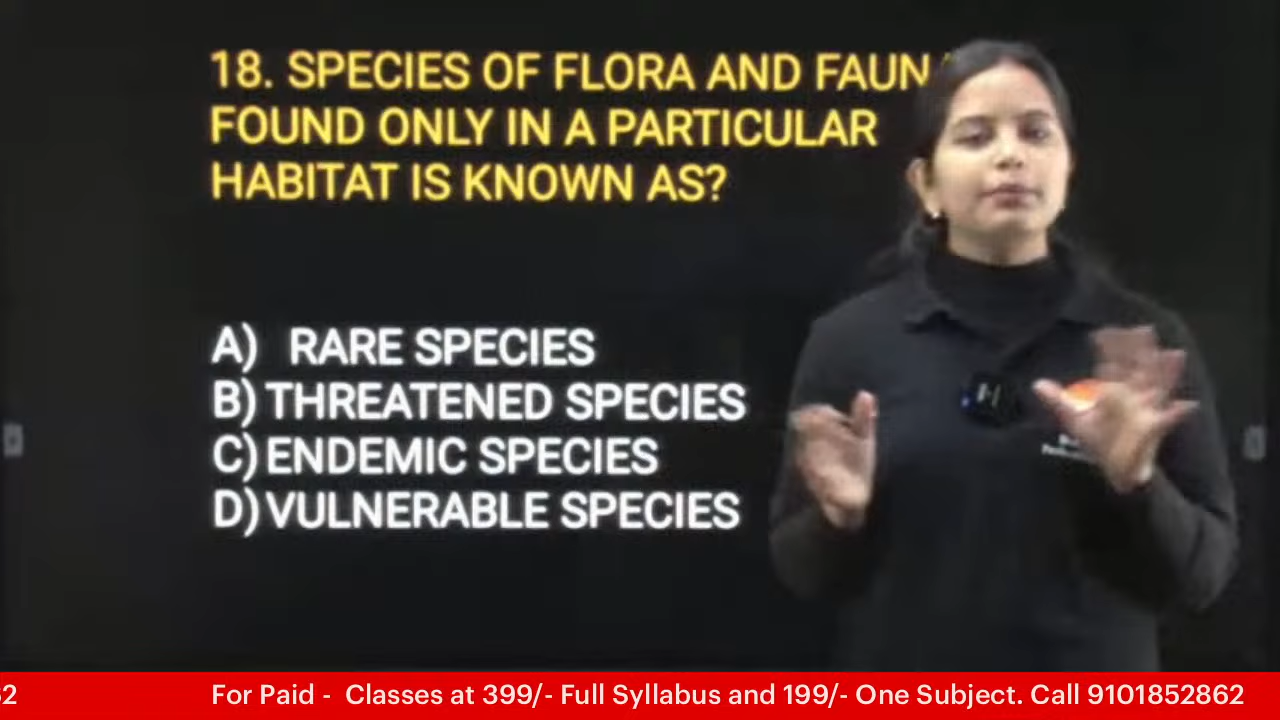 18. SPECIES OF FLORA AND FAUN
FOUND ONLY IN A PARTICULAR
HABITAT IS KNOWN AS?
A) RARE SPECIES
B) THREATENED SPECIES
C) ENDEMIC SPECIES
D) VULNERABLE SPECIES
62 For Paid - Classes at 399/- Full Syllabus and 199/- One Subject. Call 9101852862